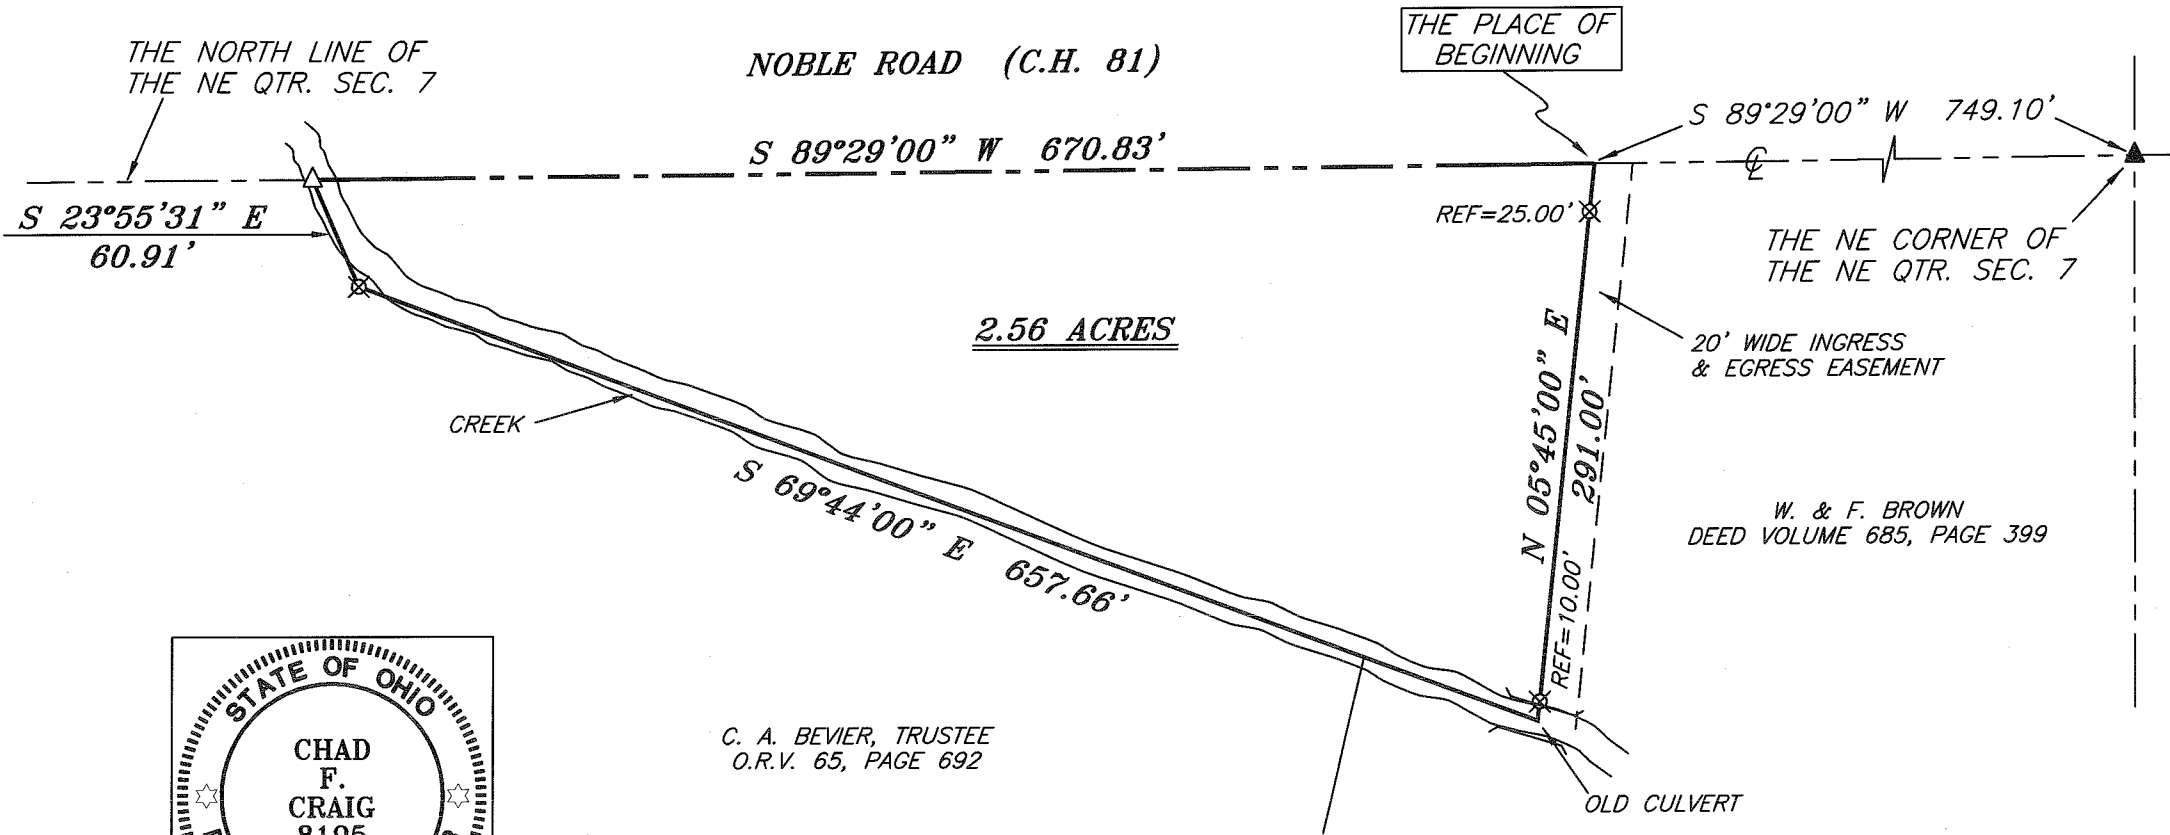 THE NORTH LINE OF
THE NE QTR. SEC. 7
NOBLE ROAD (C.H. 81)
THE PLACE OF
BEGINNING
S 89°29'00" W 749.10'
S 89°29'00" W 670.83'
℄
S 23°55'31" E
60.91'
REF=25.00'
THE NE CORNER OF
THE NE QTR. SEC. 7
2.56 ACRES
20' WIDE INGRESS
& EGRESS EASEMENT
N 05°45'00" E
291.00'
CREEK
S 69°44'00" E 657.66'
W. & F. BROWN
DEED VOLUME 685, PAGE 399
REF=10.00'
STATE OF OHIO
CHAD
F.
CRAIG
8195
C. A. BEVIER, TRUSTEE
O.R.V. 65, PAGE 692
OLD CULVERT